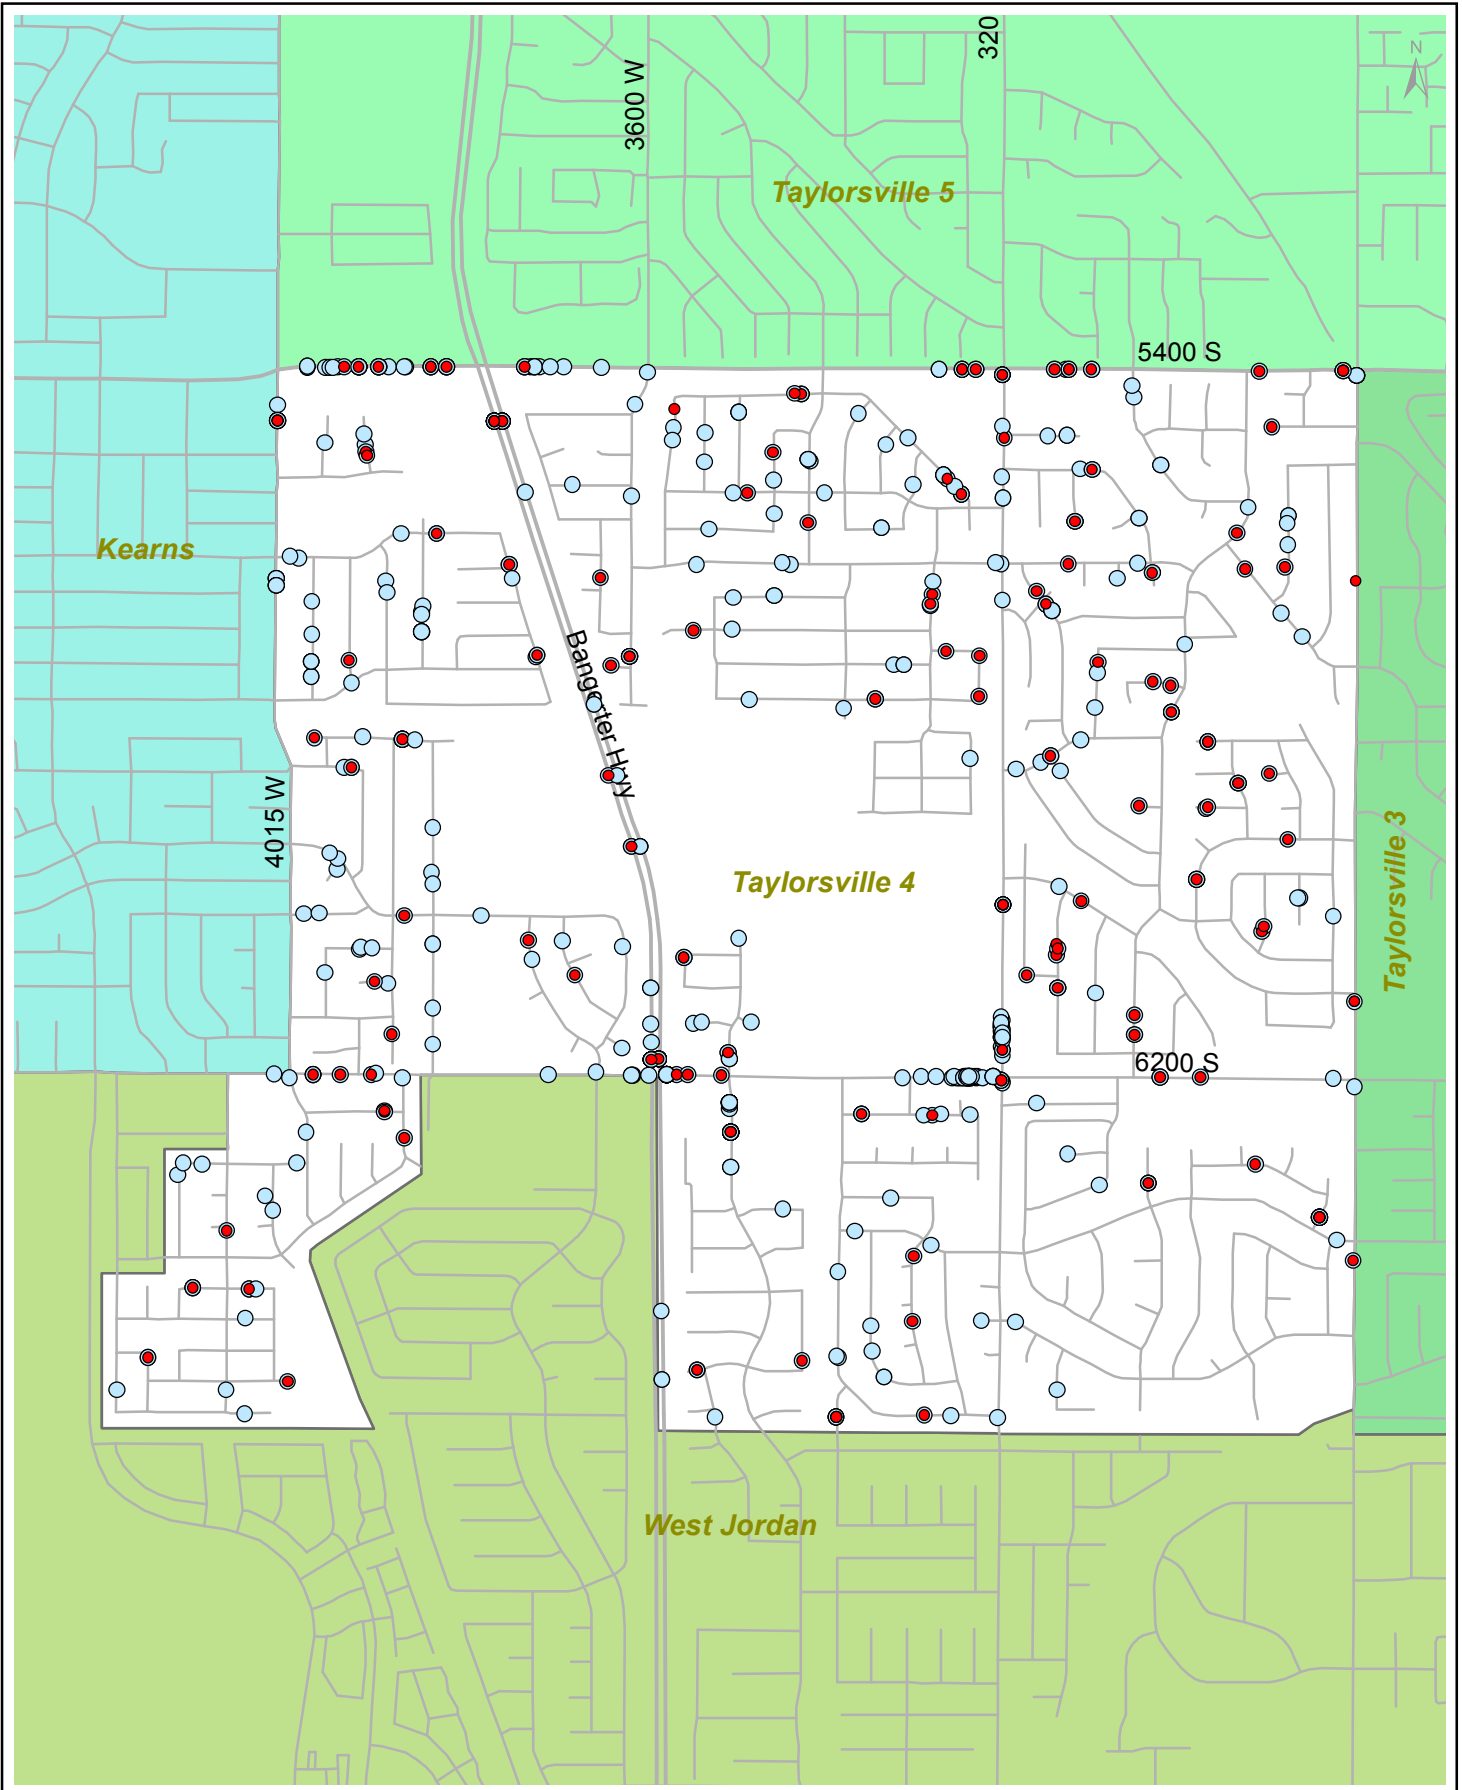 320
N
3600 W
Taylorsville 5
5400 S
Kearns
Bangerter Hwy
4015 W
Taylorsville 4
Taylorsville 3
6200 S
West Jordan